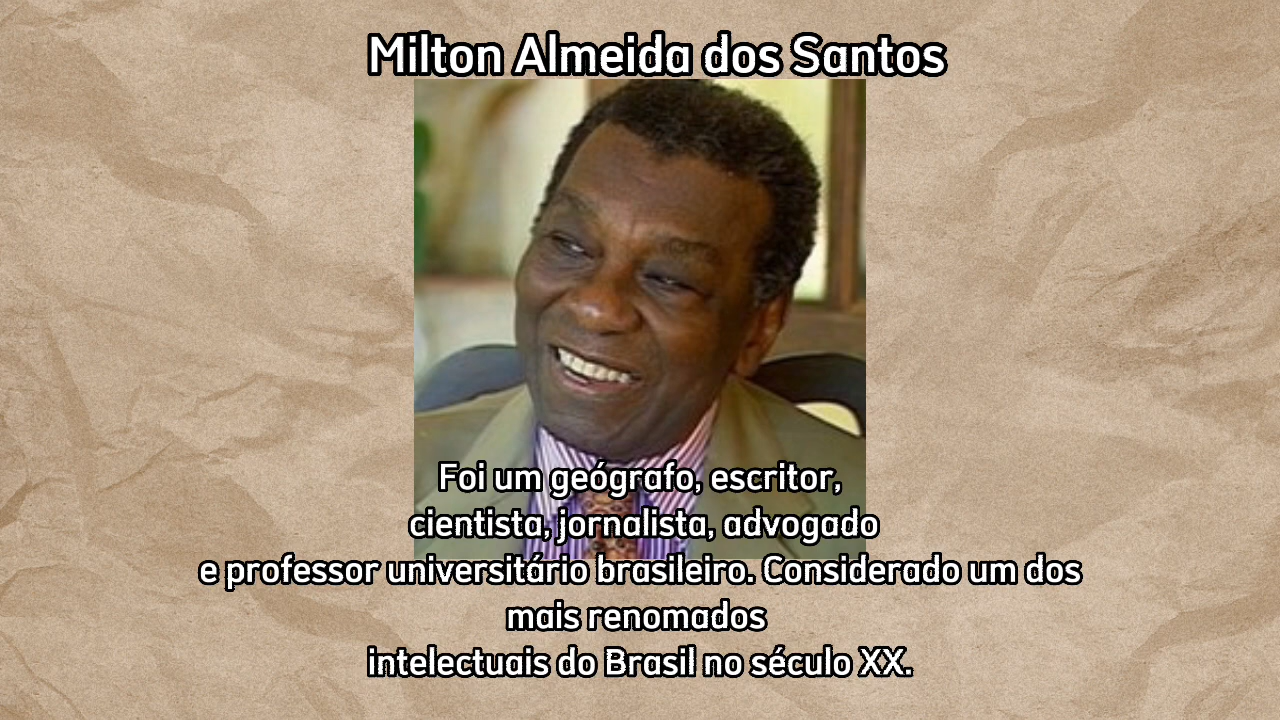 Milton Almeida dos Santos
Foi um geógrafo, escritor,
cientista, jornalista, advogado
e professor universitário brasileiro. Considerado um dos
mais renomados
intelectuais do Brasil no século XX.